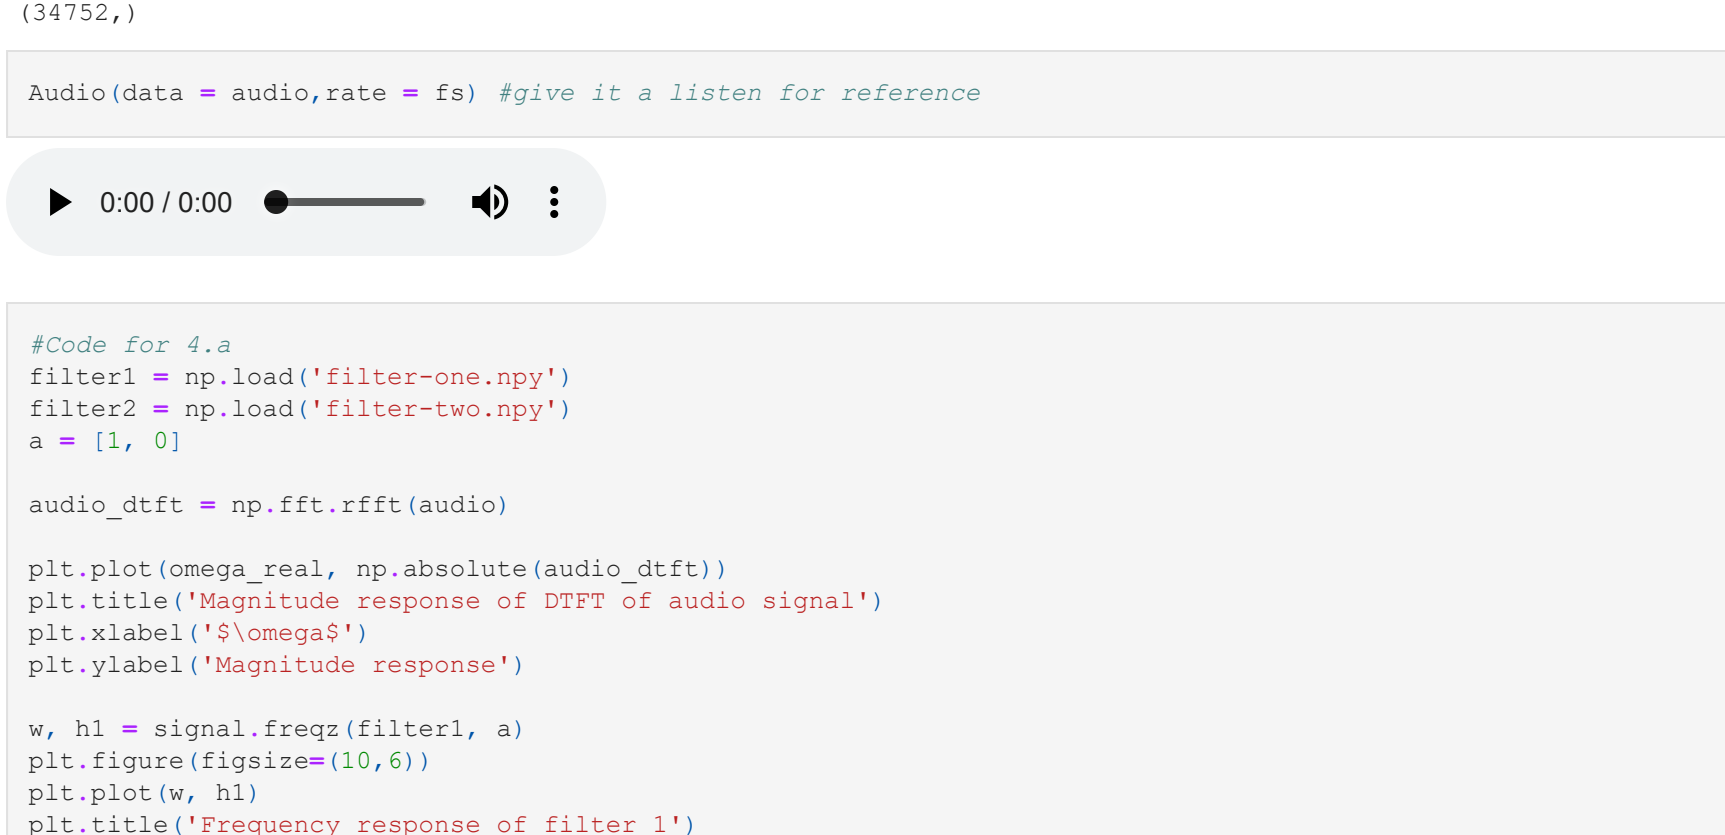 (34752,)
Audio(data = audio,rate = fs) #give it a listen for reference
0:00 / 0:00
#Code for 4.a
filter1 = np.load('filter-one.npy')
filter2 = np.load('filter-two.npy')
a = [1, 0]
audio_dtft = np.fft.rfft(audio)
plt.plot(omega_real, np.absolute(audio_dtft))
plt.title('Magnitude response of DTFT of audio signal')
plt.xlabel('$\omega$')
plt.ylabel('Magnitude response')
w, h1 = signal.freqz(filter1, a)
plt.figure(figsize=(10,6))
plt.plot(w, h1)
plt.title('Frequency response of filter 1')